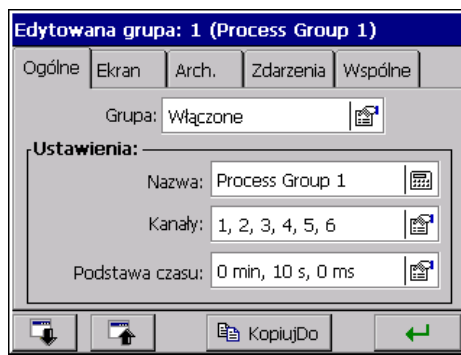 Edytowana grupa: 1 (Process Group 1)
Ogólne Ekran Arch. Zdarzenia Wspólne
Grupa: Włączone
Ustawienia:
Nazwa: Process Group 1
Kanały: 1, 2, 3, 4, 5, 6
Podstawa czasu: 0 min, 10 s, 0 ms
KopiujDo